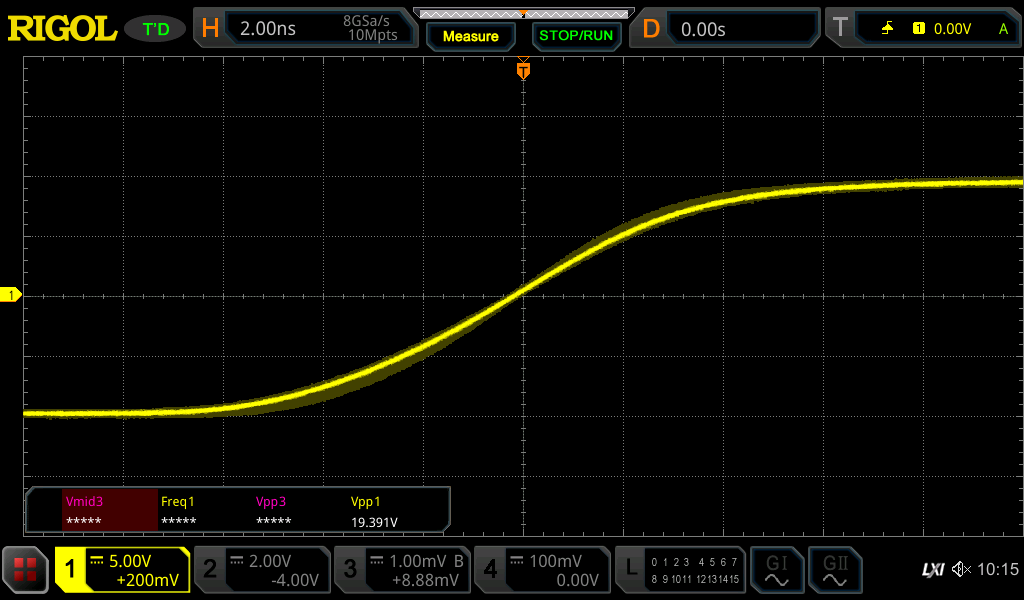 RIGOL T'D H 2.00ns 8GSa/s 10Mpts Measure STOP/RUN D 0.00s T 1 0.00V A
T
1
Vmid3 Freq1 Vpp3 Vpp1
***** ***** ***** 19.391V
1 5.00V +200mV 2 2.00V -4.00V 3 1.00mV B +8.88mV 4 100mV 0.00V L 0 1 2 3 4 5 6 7 8 9 10 11 12 13 14 15 GI GII LXI 10:15